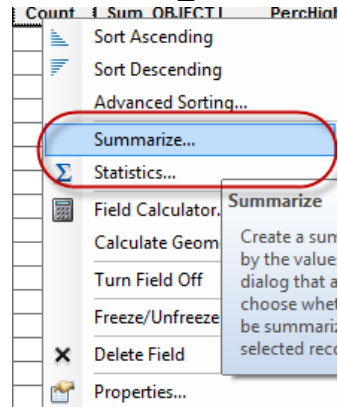 Count Sum_OBJECTI PercHigh
Sort Ascending
Sort Descending
Advanced Sorting...
Summarize...
Statistics...
Field Calculator.
Summarize
Calculate Geom
Create a sum
by the values
Turn Field Off
dialog that a
choose whet
Freeze/Unfreeze
be summariz
selected reco
Delete Field
Properties...